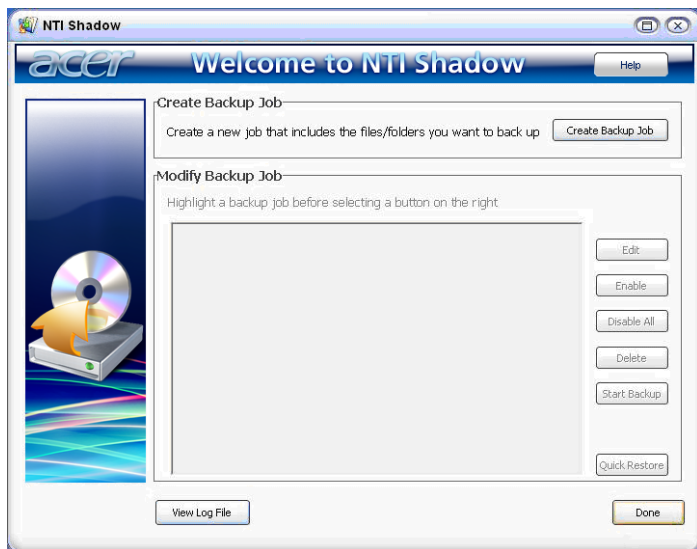 NTI Shadow
acer
Welcome to NTI Shadow
Help
Create Backup Job
Create a new job that includes the files/folders you want to back up
Create Backup Job
Modify Backup Job
Highlight a backup job before selecting a button on the right
Edit
Enable
Disable All
Delete
Start Backup
Quick Restore
View Log File
Done